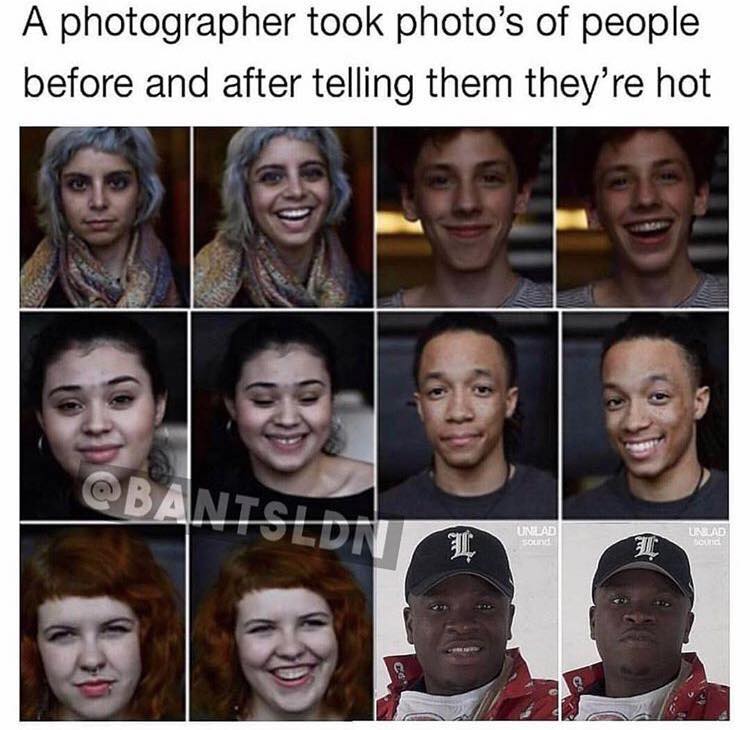 A photographer took photo's of people
before and after telling them they're hot
@BANTSLDN
UNILAD
sound
UNILAD
sound